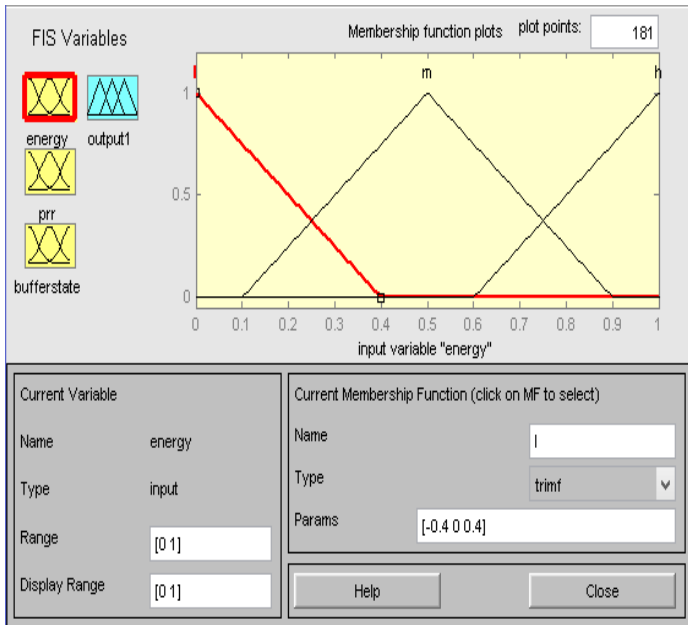 FIS Variables
Membership function plots
plot points:
181
energy
output1
prr
bufferstate
l
m
h
1
0.5
0
0
0.1
0.2
0.3
0.4
0.5
0.6
0.7
0.8
0.9
1
input variable "energy"
Current Variable
Name
energy
Type
input
Range
[0 1]
Display Range
[0 1]
Current Membership Function (click on MF to select)
Name
l
Type
trimf
Params
[-0.4 0 0.4]
Help
Close